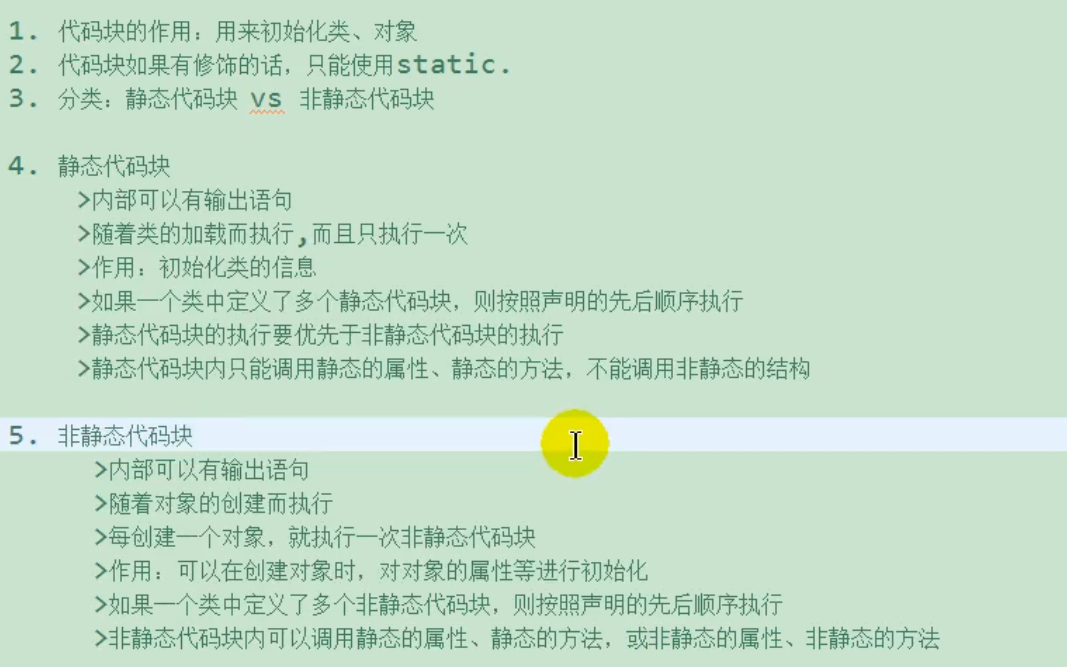 1. 代码块的作用：用来初始化类、对象
2. 代码块如果有修饰的话，只能使用static.
3. 分类：静态代码块 vs 非静态代码块
4. 静态代码块
>内部可以有输出语句
>随着类的加载而执行,而且只执行一次
>作用：初始化类的信息
>如果一个类中定义了多个静态代码块，则按照声明的先后顺序执行
>静态代码块的执行要优先于非静态代码块的执行
>静态代码块内只能调用静态的属性、静态的方法，不能调用非静态的结构
5. 非静态代码块
>内部可以有输出语句
>随着对象的创建而执行
>每创建一个对象，就执行一次非静态代码块
>作用：可以在创建对象时，对对象的属性等进行初始化
>如果一个类中定义了多个非静态代码块，则按照声明的先后顺序执行
>非静态代码块内可以调用静态的属性、静态的方法，或非静态的属性、非静态的方法